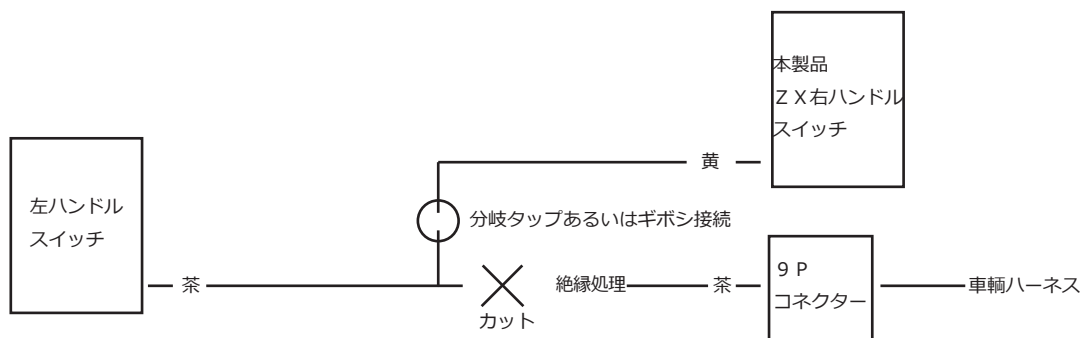 本製品
ＺＸ右ハンドル
スイッチ
黄
左ハンドル
スイッチ
分岐タップあるいはギボシ接続
茶
カット
絶縁処理
茶
９Ｐ
コネクター
車輌ハーネス